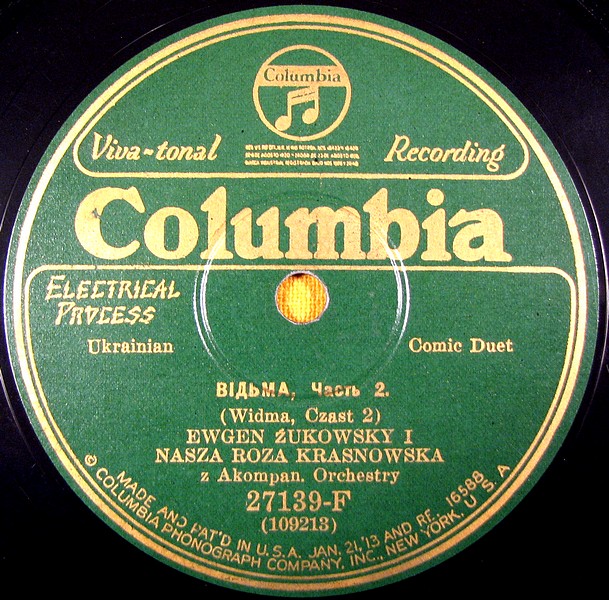 Columbia
Viva-tonal Recording
Columbia
ELECTRICAL
PROCESS
Ukrainian Comic Duet
ВІДЬМА, Часть 2.
(Widma, Czast 2)
EWGEN ŻUKOWSKY I
NASZA ROZA KRASNOWSKA
z Akompan. Orchestry
27139-F
(109213)
MADE AND PAT'D IN U.S.A. JAN. 21,'13 AND RE. 16588
© COLUMBIA PHONOGRAPH COMPANY, INC., NEW YORK, U.S.A